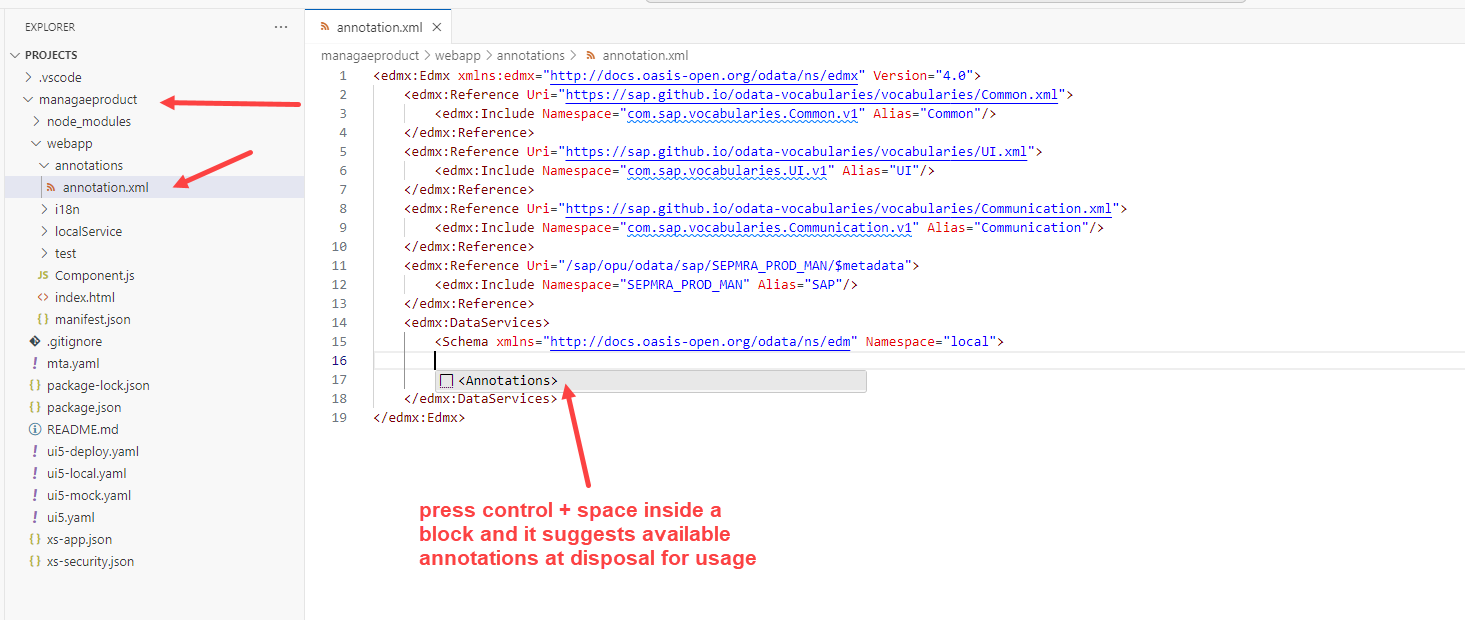 EXPLORER
···
PROJECTS
.vscode
managaeproduct
node_modules
webapp
annotations
annotation.xml
i18n
localService
test
JS Component.js
<> index.html
{} manifest.json
.gitignore
! mta.yaml
{} package-lock.json
{} package.json
README.md
! ui5-deploy.yaml
! ui5-local.yaml
! ui5-mock.yaml
! ui5.yaml
{} xs-app.json
{} xs-security.json
annotation.xml ×
managaeproduct > webapp > annotations > annotation.xml
1 <edmx:Edmx xmlns:edmx="http://docs.oasis-open.org/odata/ns/edmx" Version="4.0">
2 <edmx:Reference Uri="https://sap.github.io/odata-vocabularies/vocabularies/Common.xml">
3 <edmx:Include Namespace="com.sap.vocabularies.Common.v1" Alias="Common"/>
4 </edmx:Reference>
5 <edmx:Reference Uri="https://sap.github.io/odata-vocabularies/vocabularies/UI.xml">
6 <edmx:Include Namespace="com.sap.vocabularies.UI.v1" Alias="UI"/>
7 </edmx:Reference>
8 <edmx:Reference Uri="https://sap.github.io/odata-vocabularies/vocabularies/Communication.xml">
9 <edmx:Include Namespace="com.sap.vocabularies.Communication.v1" Alias="Communication"/>
10 </edmx:Reference>
11 <edmx:Reference Uri="/sap/opu/odata/sap/SEPMRA_PROD_MAN/$metadata">
12 <edmx:Include Namespace="SEPMRA_PROD_MAN" Alias="SAP"/>
13 </edmx:Reference>
14 <edmx:DataServices>
15 <Schema xmlns="http://docs.oasis-open.org/odata/ns/edm" Namespace="local">
16
17 <Annotations>
18 </edmx:DataServices>
19 </edmx:Edmx>
press control + space inside a
block and it suggests available
annotations at disposal for usage